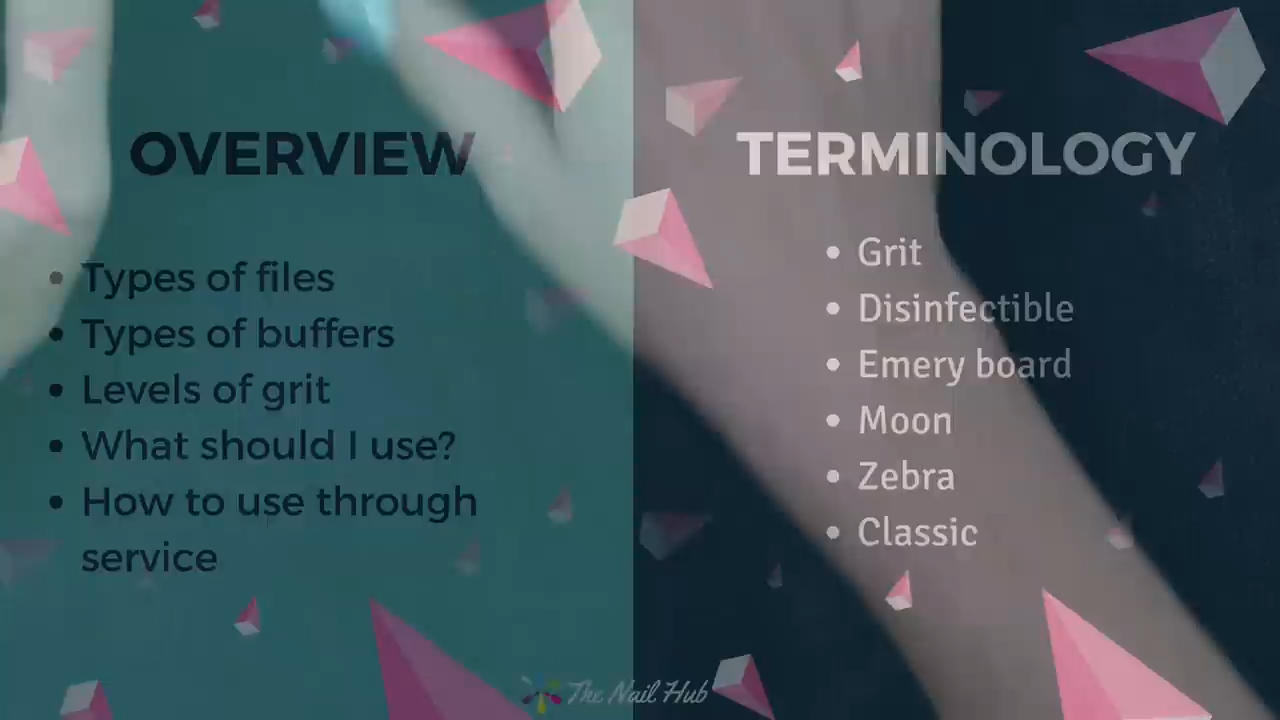 OVERVIEW
Types of files
Types of buffers
Levels of grit
What should I use?
How to use through
service
TERMINOLOGY
Grit
Disinfectible
Emery board
Moon
Zebra
Classic
The Nail Hub